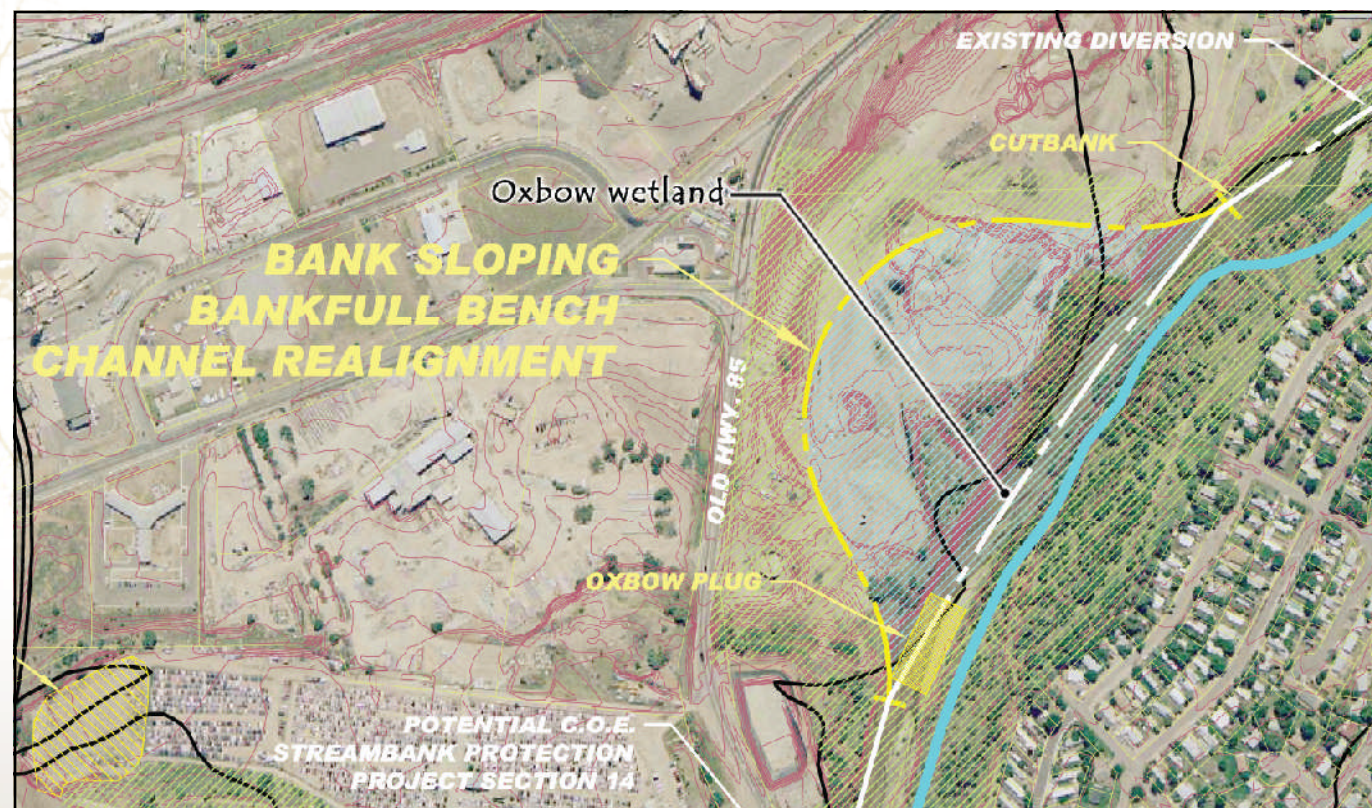 EXISTING DIVERSION
CUTBANK
Oxbow wetland
BANK SLOPING
BANKFULL BENCH
CHANNEL REALIGNMENT
OLD HWY. 85
OXBOW PLUG
POTENTIAL C.O.E.
STREAMBANK PROTECTION
PROJECT SECTION 14